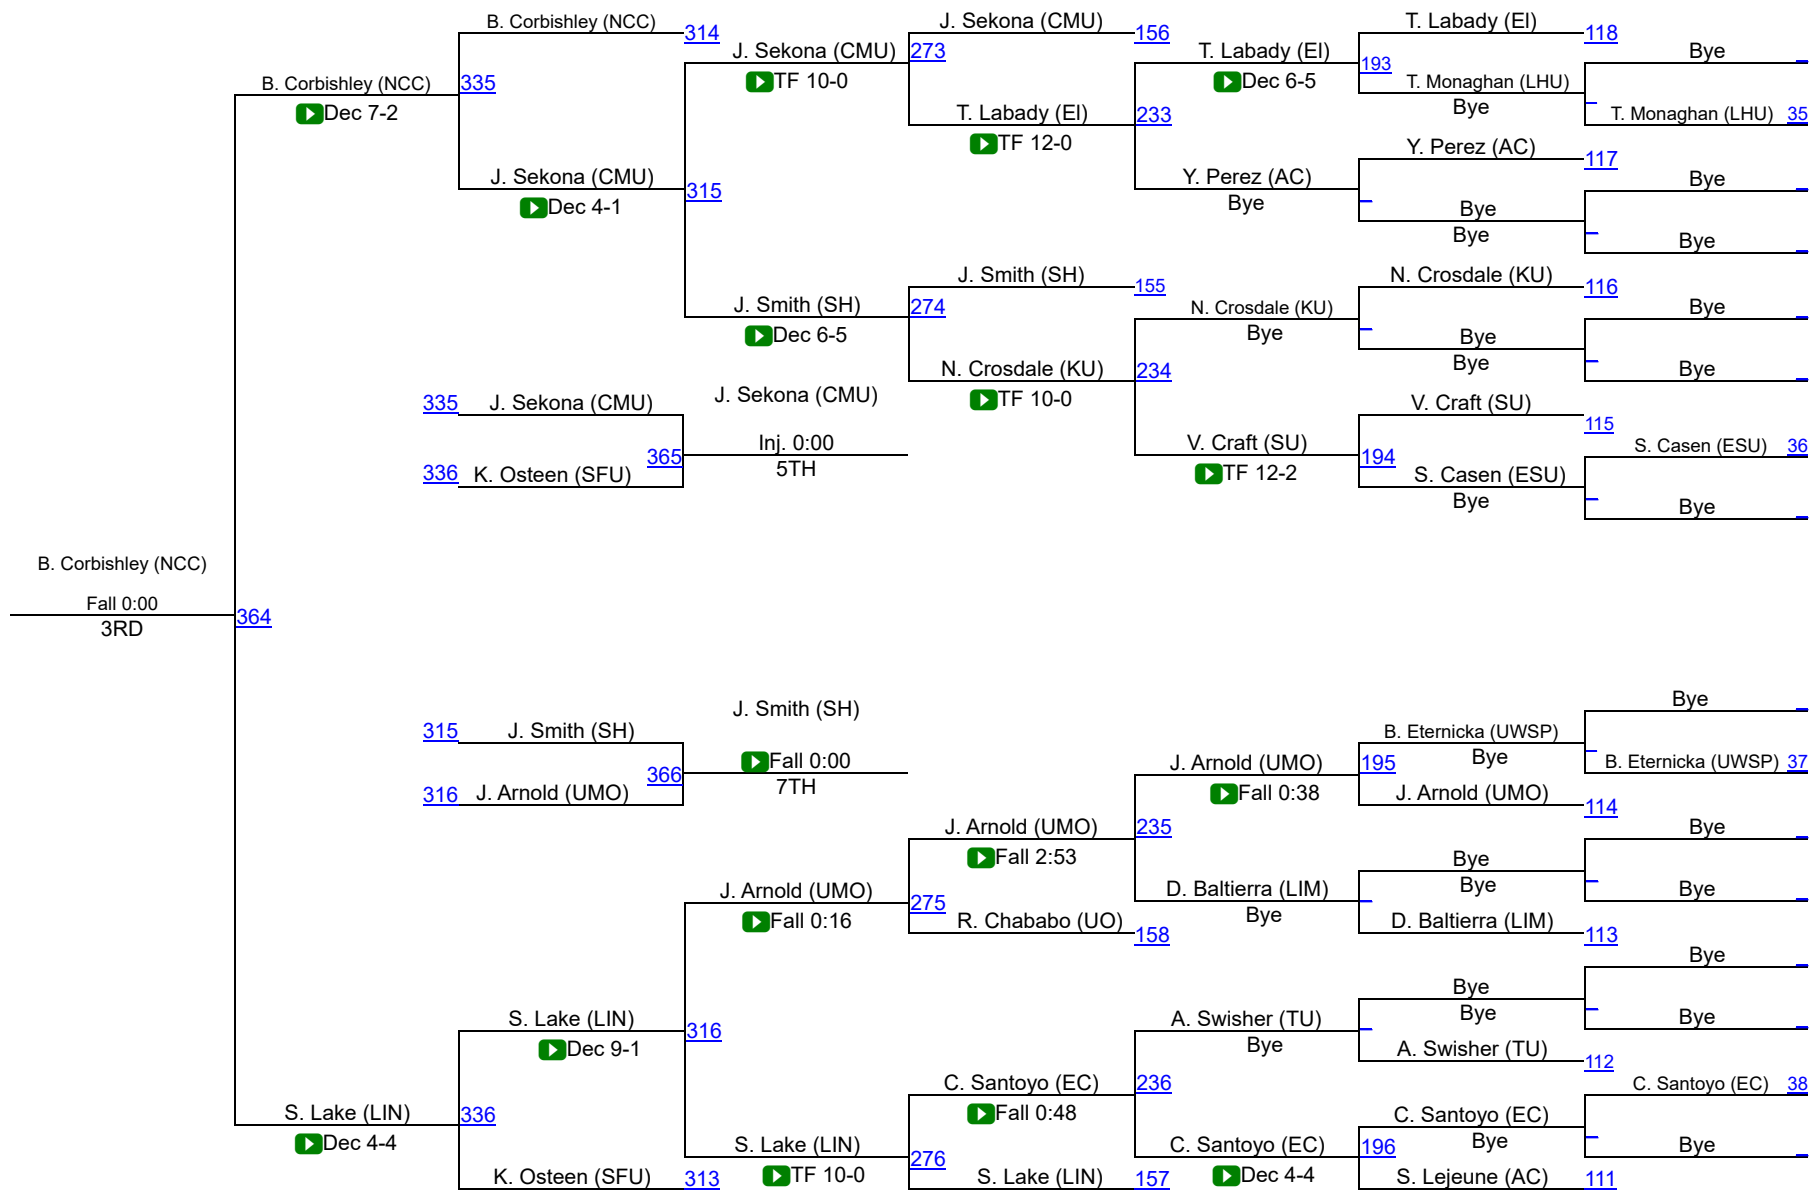 B. Corbishley (NCC)
314
J. Sekona (CMU)
156
T. Labady (EI)
118
Bye
J. Sekona (CMU)
273
TF 10-0
T. Labady (EI)
193
Dec 6-5
T. Monaghan (LHU)
Bye
T. Monaghan (LHU) 35
B. Corbishley (NCC)
335
Dec 7-2
T. Labady (EI)
233
TF 12-0
Y. Perez (AC)
117
Bye
J. Sekona (CMU)
315
Dec 4-1
Y. Perez (AC)
Bye
Bye
Bye
Bye
J. Smith (SH)
155
N. Crosdale (KU)
116
Bye
J. Smith (SH)
274
Dec 6-5
N. Crosdale (KU)
Bye
Bye
Bye
Bye
N. Crosdale (KU)
234
TF 10-0
335 J. Sekona (CMU)
J. Sekona (CMU)
Inj. 0:00
365
5TH
336 K. Osteen (SFU)
V. Craft (SU)
115
S. Casen (ESU) 36
V. Craft (SU)
194
TF 12-2
S. Casen (ESU)
Bye
Bye
B. Corbishley (NCC)
Fall 0:00
364
3RD
315 J. Smith (SH)
J. Smith (SH)
Fall 0:00
366
7TH
316 J. Arnold (UMO)
Bye
B. Eternicka (UWSP)
Bye
B. Eternicka (UWSP) 37
J. Arnold (UMO)
195
Fall 0:38
J. Arnold (UMO)
114
J. Arnold (UMO)
235
Fall 2:53
Bye
Bye
Bye
Bye
J. Arnold (UMO)
275
Fall 0:16
D. Baltierra (LIM)
Bye
R. Chababo (UO)
158
D. Baltierra (LIM)
113
Bye
S. Lake (LIN)
316
Dec 9-1
A. Swisher (TU)
Bye
Bye
Bye
Bye
A. Swisher (TU)
112
C. Santoyo (EC)
236
Fall 0:48
C. Santoyo (EC) 38
S. Lake (LIN)
336
Dec 4-4
C. Santoyo (EC)
Bye
Bye
S. Lake (LIN)
276
TF 10-0
C. Santoyo (EC)
196
Dec 4-4
K. Osteen (SFU)
313
S. Lake (LIN)
157
S. Lejeune (AC)
111